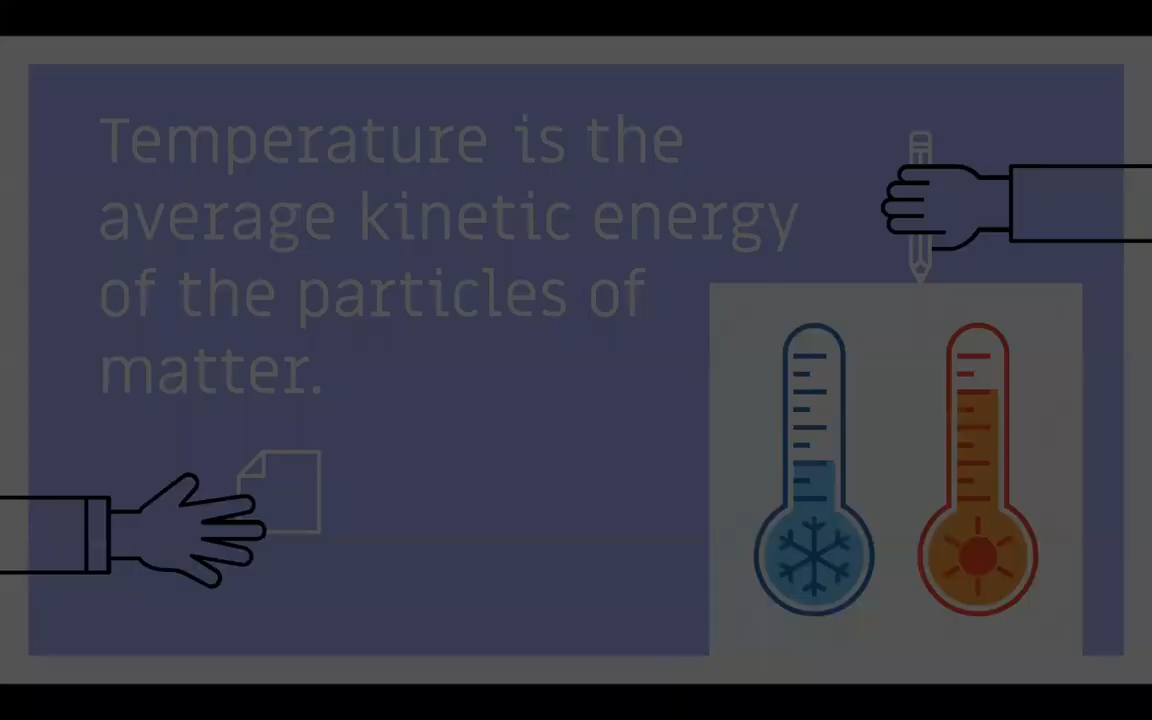 Temperature is the
average kinetic energy
of the particles of
matter.